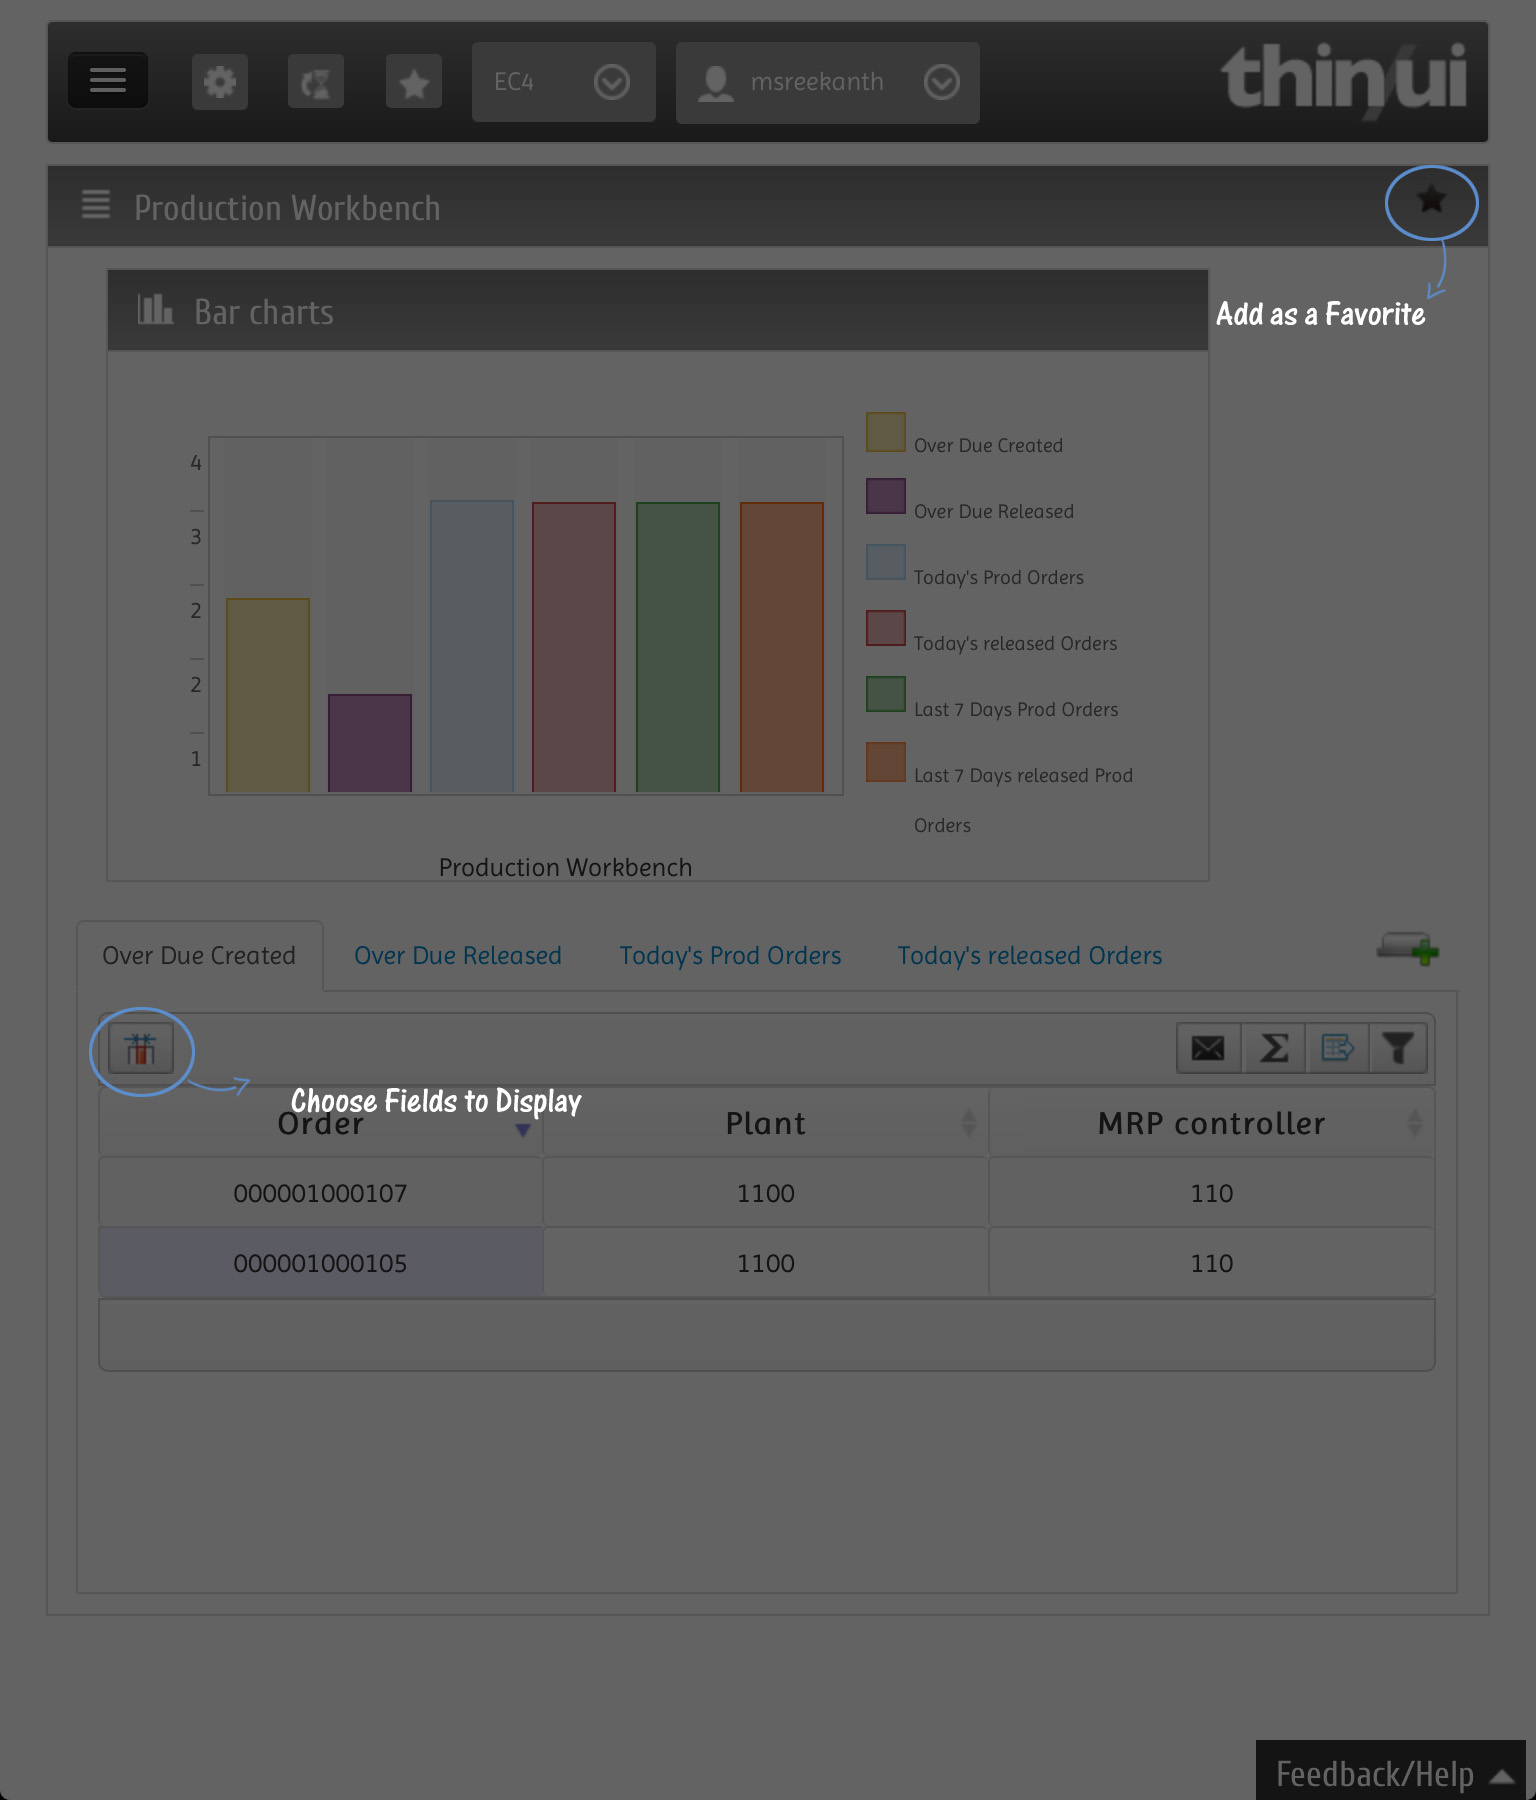 EC4
msreekanth
thin/ui
Production Workbench
Add as a Favorite
Bar charts
4
3
2
2
1
Over Due Created
Over Due Released
Today's Prod Orders
Today's released Orders
Last 7 Days Prod Orders
Last 7 Days released Prod
Orders
Production Workbench
Over Due Created Over Due Released Today's Prod Orders Today's released Orders
Choose Fields to Display
Order Plant MRP controller
000001000107 1100 110
000001000105 1100 110
Feedback/Help